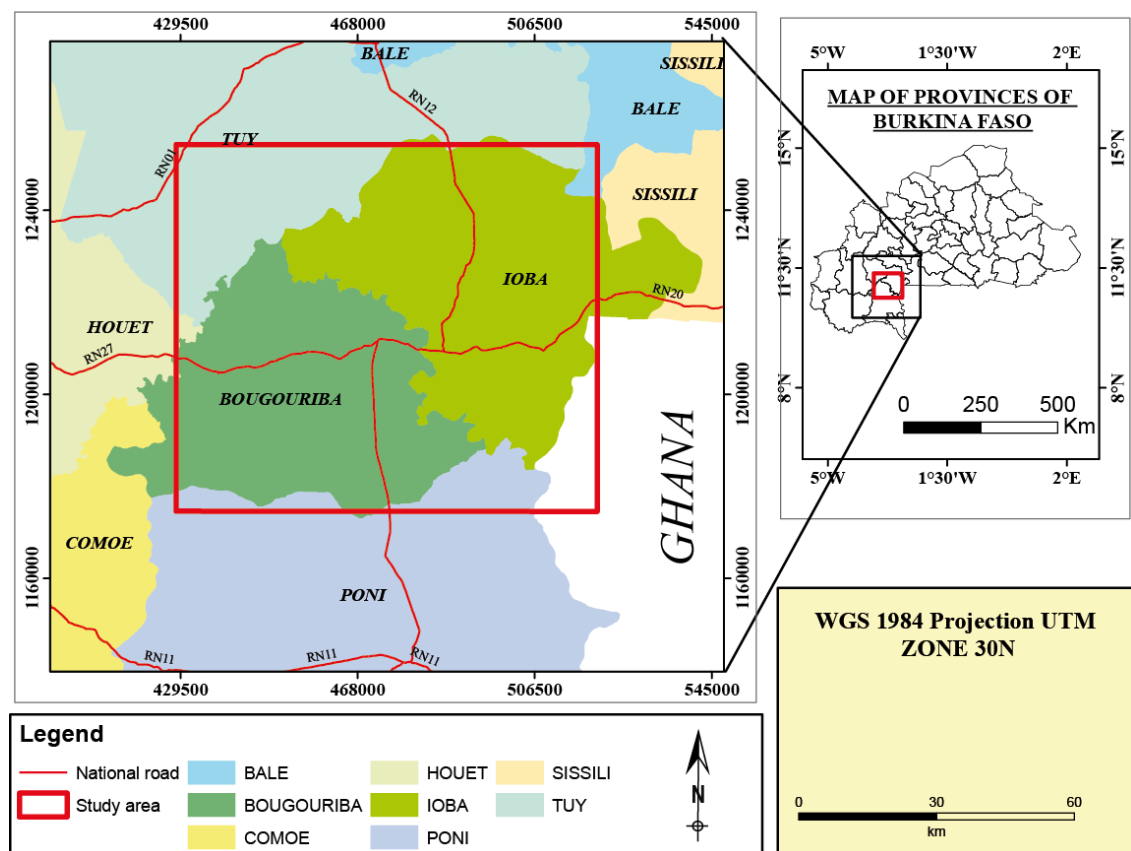 429500 468000 506500 545000
BALE
SISSILI
RN12
BALE
TUY
RN01
SISSILI
1240000
1240000
IOBA
RN20
HOUET
RN27
1200000
BOUGOURIBA
1200000
GHANA
COMOE
1160000
PONI
1160000
RN11
RN11
RN11
429500 468000 506500 545000
5°W 1°30'W 2°E
MAP OF PROVINCES OF
BURKINA FASO
15°N
15°N
11°30'N
11°30'N
8°N
8°N
0 250 500
Km
5°W 1°30'W 2°E
WGS 1984 Projection UTM
ZONE 30N
0 30 60
km
Legend
National road
Study area
BALE
BOUGOURIBA
COMOE
HOUET
IOBA
PONI
SISSILI
TUY
N